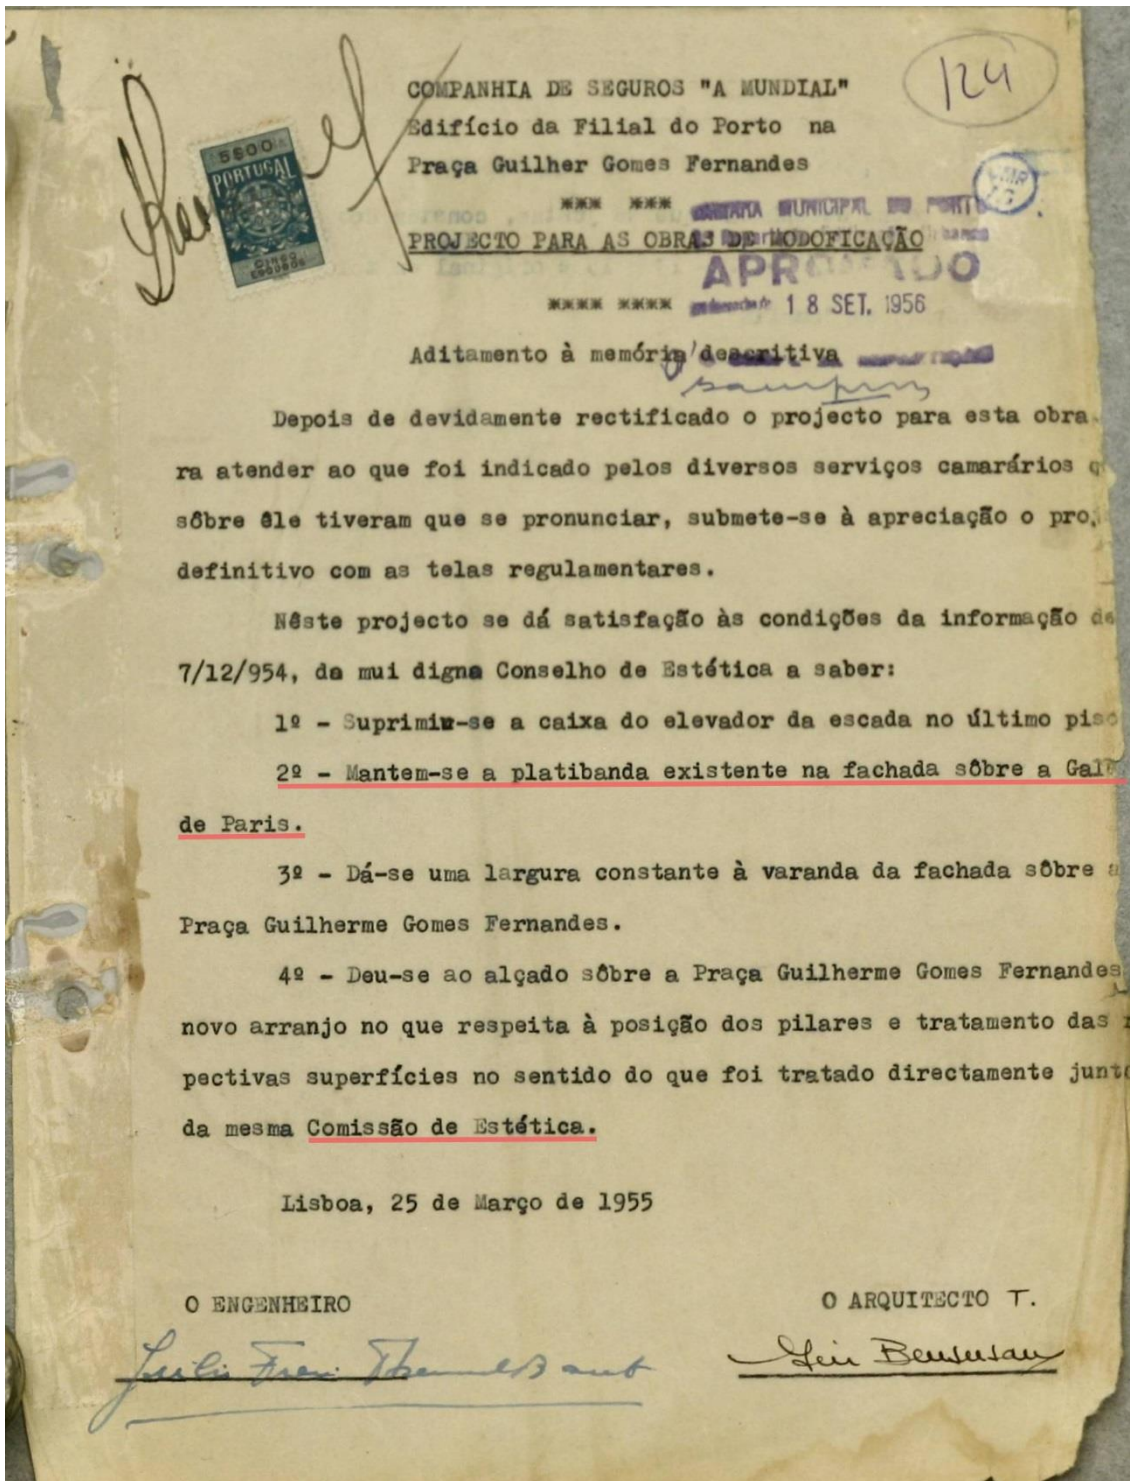 124
COMPANHIA DE SEGUROS "A MUNDIAL"
5$00
PORTUGAL
CINCO
ESCUDOS
Edifício da Filial do Porto na
Praça Guilher Gomes Fernandes
*** ***
CAMARA MUNICIPAL DO PORTO
PROJECTO PARA AS OBRAS DE MODOFICAÇÃO
APROVADO
**** ****
18 SET. 1956
Aditamento à memória descritiva
Depois de devidamente rectificado o projecto para esta obra
ra atender ao que foi indicado pelos diversos serviços camarários q
sôbre êle tiveram que se pronunciar, submete-se à apreciação o pro
definitivo com as telas regulamentares.
Nêste projecto se dá satisfação às condições da informação de
7/12/954, do mui digno Conselho de Estética a saber:
1º - Suprimiu-se a caixa do elevador da escada no último piso
2º - Mantem-se a platibanda existente na fachada sôbre a Gal
de Paris.
3º - Dá-se uma largura constante à varanda da fachada sôbre a
Praça Guilherme Gomes Fernandes.
4º - Deu-se ao alçado sôbre a Praça Guilherme Gomes Fernandes
novo arranjo no que respeita à posição dos pilares e tratamento das r
pectivas superfícies no sentido do que foi tratado directamente junto
da mesma Comissão de Estética.
Lisboa, 25 de Março de 1955
O ENGENHEIRO
O ARQUITECTO T.
Bensusan